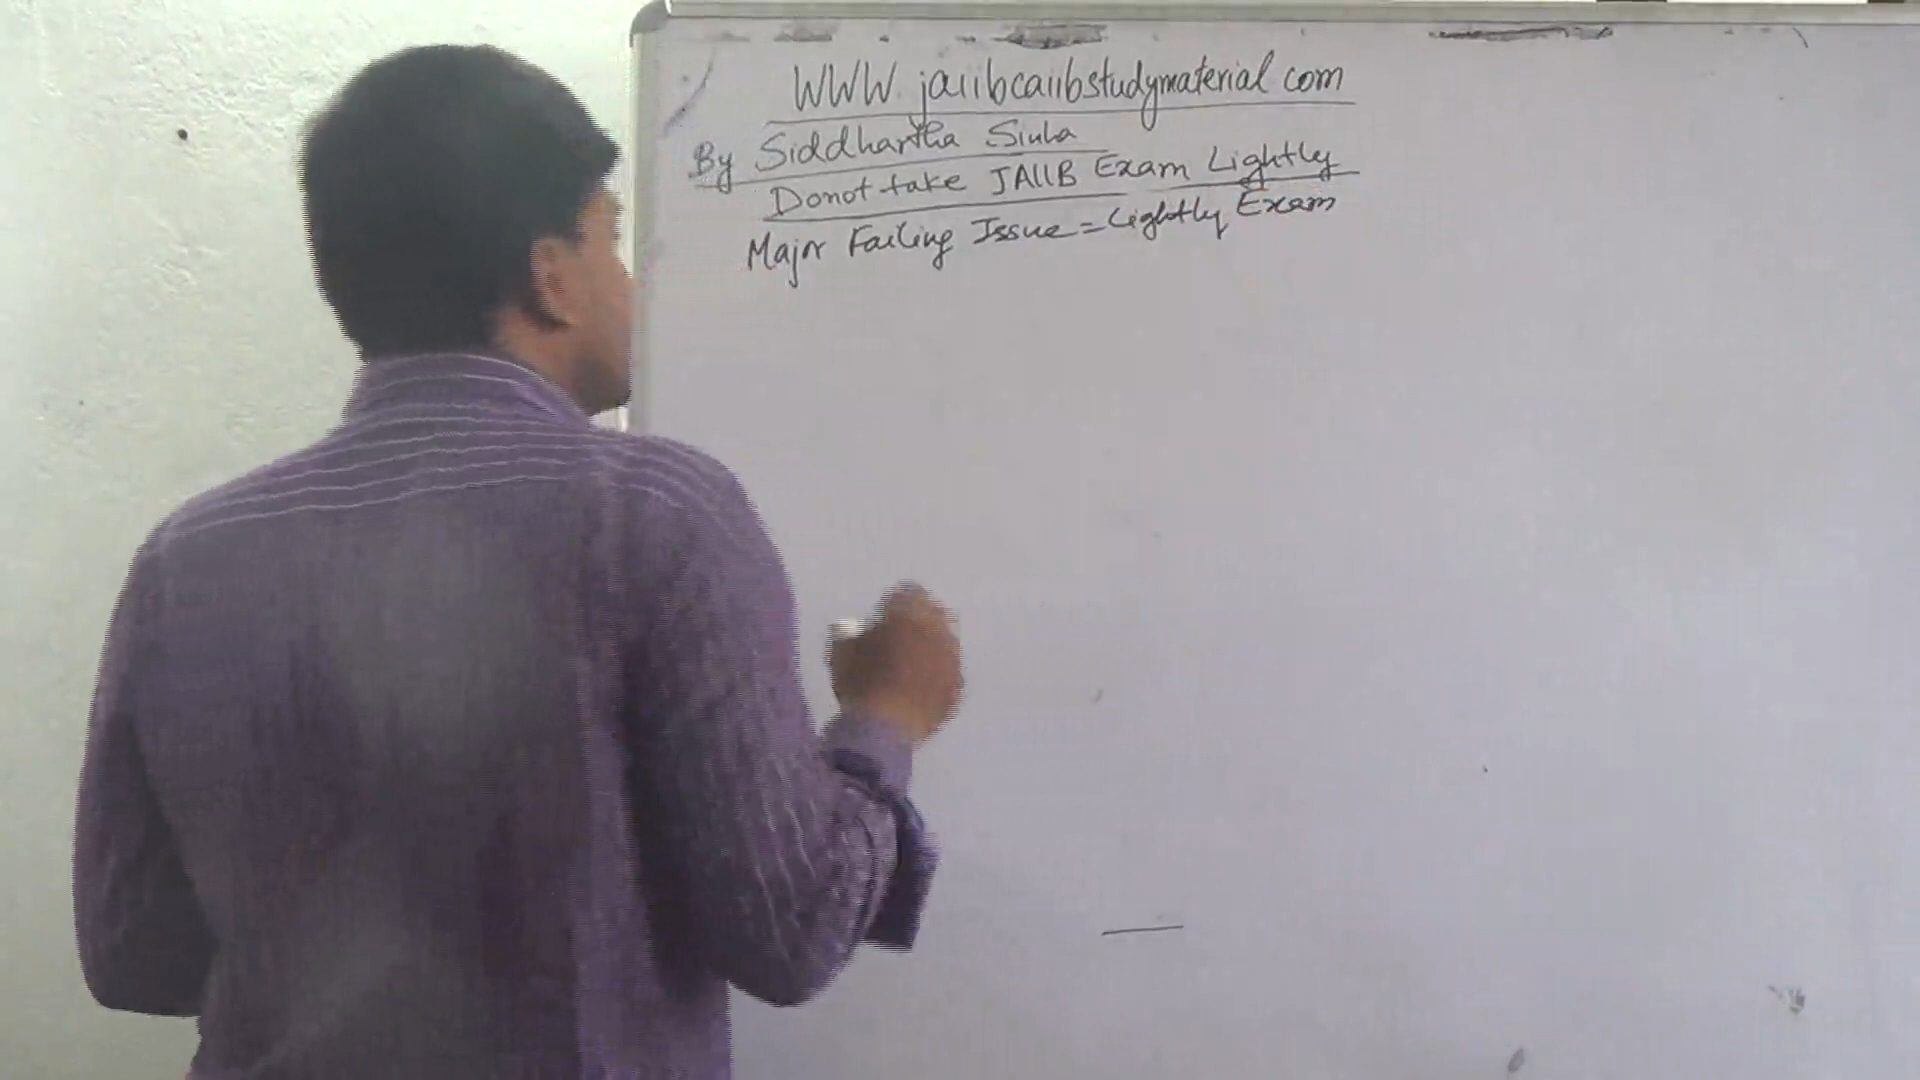 WWW.jaiibcaiibstudymaterial com
By Siddhartha Sinha
Donot take JAIIB Exam Lightly
Major Failing Issue = Lightly Exam